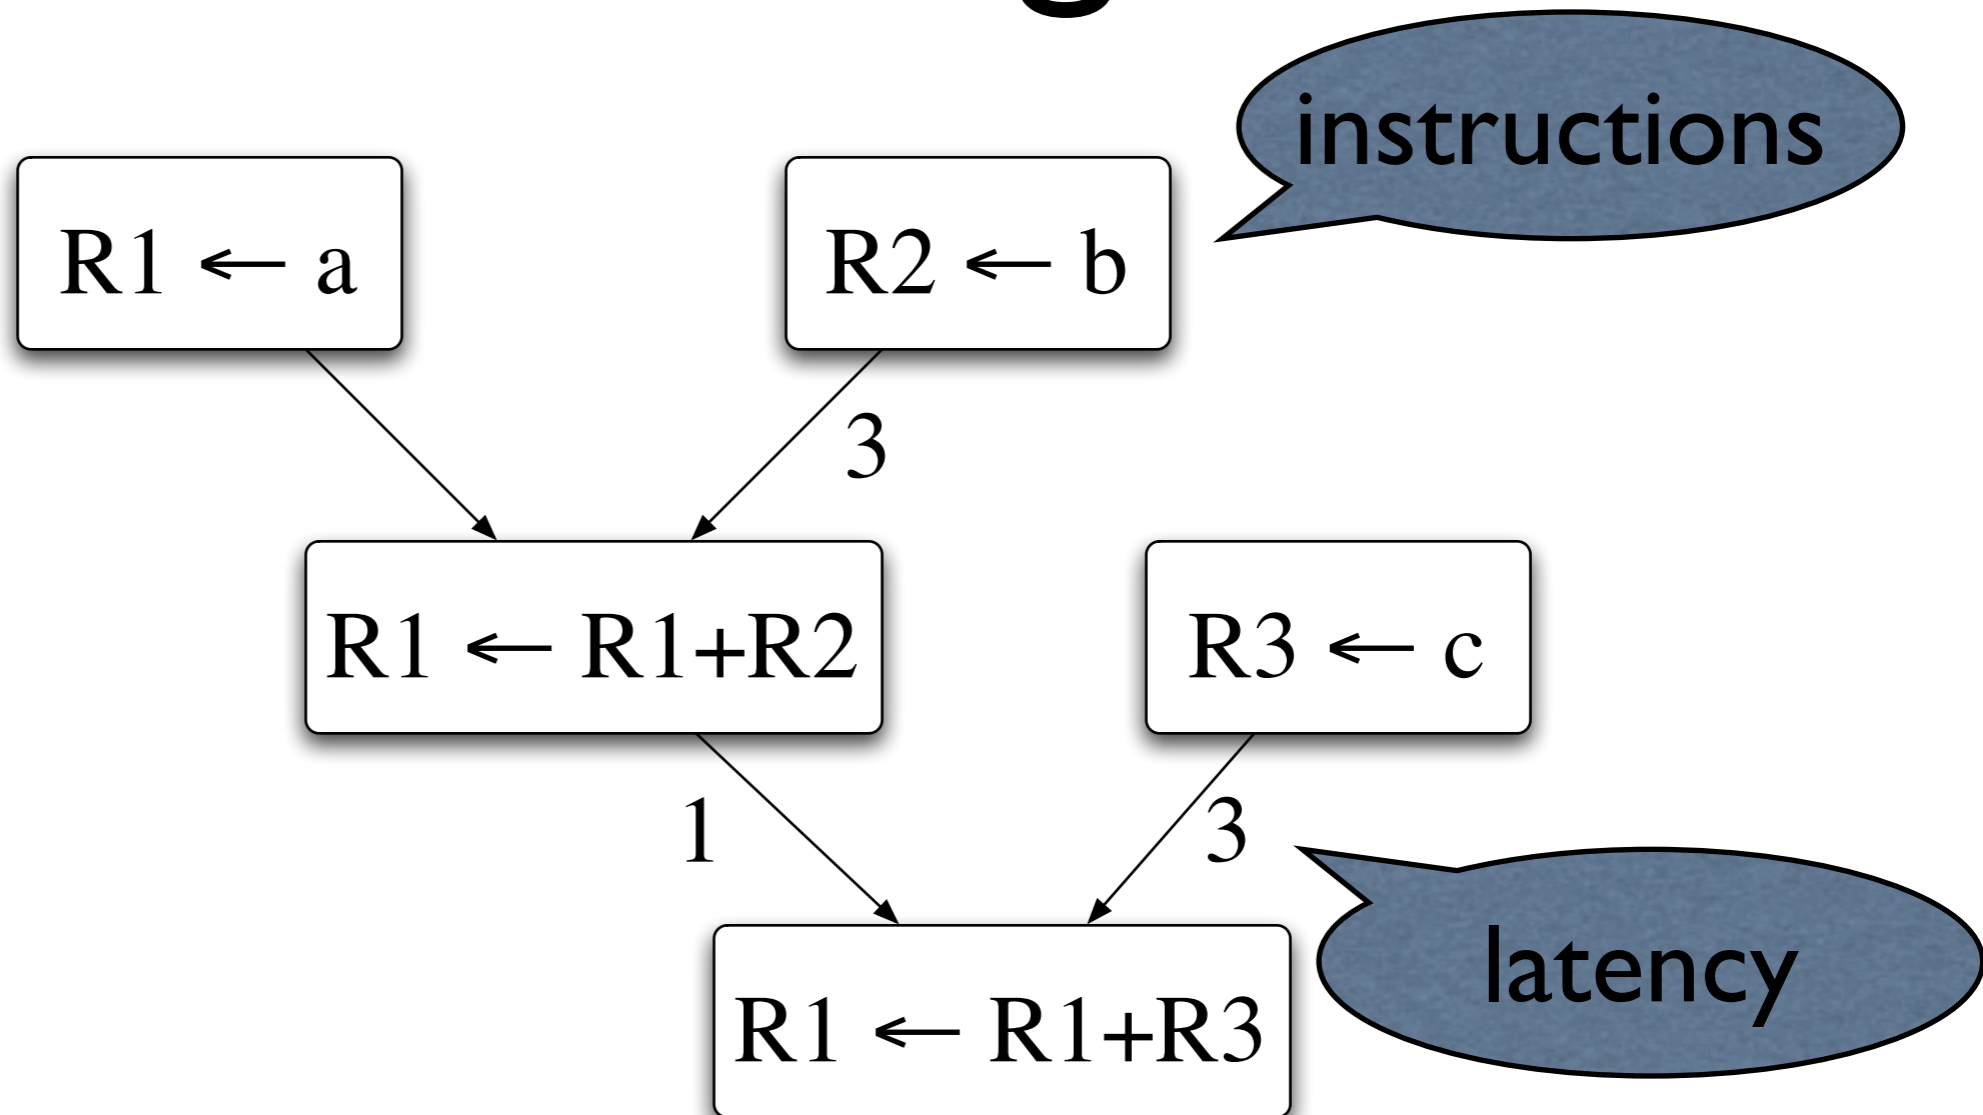 instructions
R1 ← a
R2 ← b
3
R1 ← R1+R2
R3 ← c
1
3
latency
R1 ← R1+R3